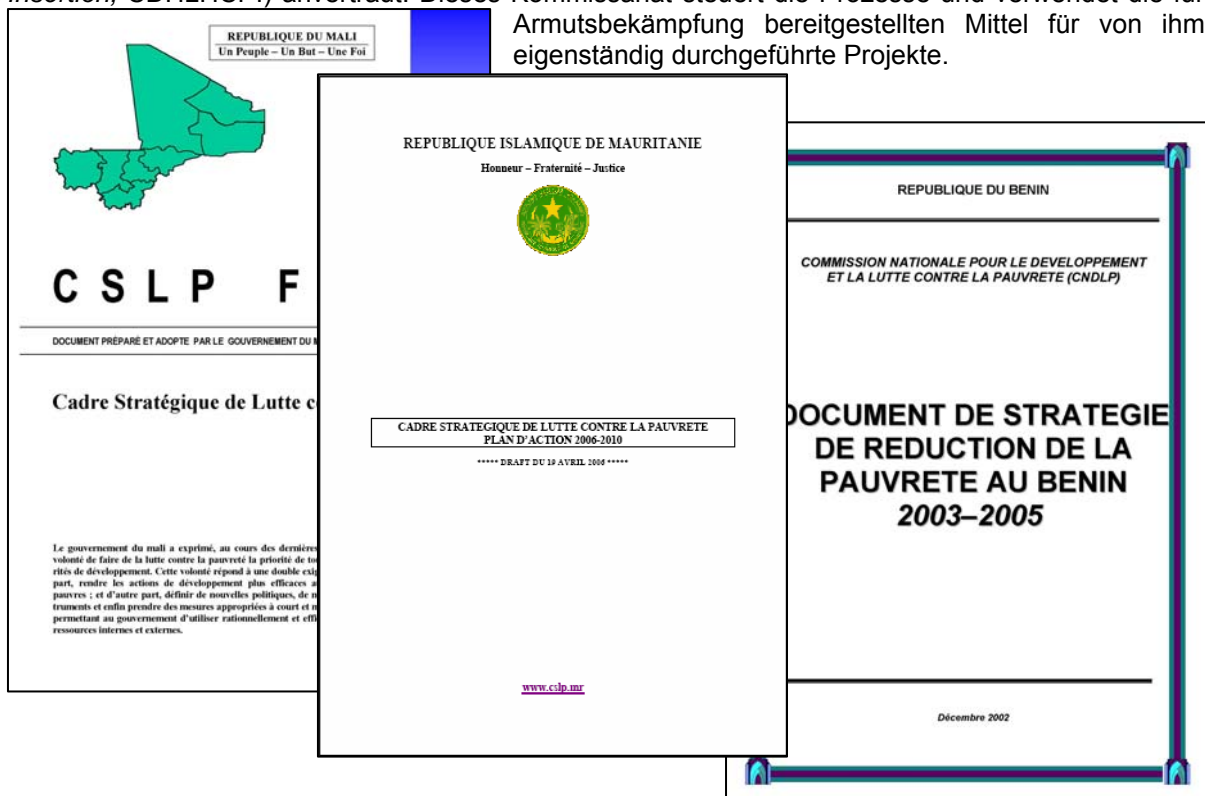 Armutsbekämpfung bereitgestellten Mittel für von ihm
eigenständig durchgeführte Projekte.
REPUBLIQUE DU MALI
Un Peuple – Un But – Une Foi
C S L P F
DOCUMENT PRÉPARÉ ET ADOPTE PAR LE GOUVERNEMENT DU
Cadre Stratégique de Lutte
Le gouvernement du mali a exprimé, au cours des dernières
volonté de faire de la lutte contre la pauvreté la priorité de
rités de développement. Cette volonté répond à une double
part, rendre les actions de développement plus efficaces
pauvres ; et d'autre part, définir de nouvelles politiques, de
truments et enfin prendre des mesures appropriées à court et
permettant au gouvernement d'utiliser rationnellement et
ressources internes et externes.
REPUBLIQUE ISLAMIQUE DE MAURITANIE
Honneur – Fraternité – Justice
CADRE STRATEGIQUE DE LUTTE CONTRE LA PAUVRETE
PLAN D'ACTION 2006-2010
***** DRAFT DU 19 AVRIL 2006 *****
www.cslp.mr
REPUBLIQUE DU BENIN
COMMISSION NATIONALE POUR LE DEVELOPPEMENT
ET LA LUTTE CONTRE LA PAUVRETE (CNDLP)
DOCUMENT DE STRATEGIE
DE REDUCTION DE LA
PAUVRETE AU BENIN
2003–2005
Décembre 2002